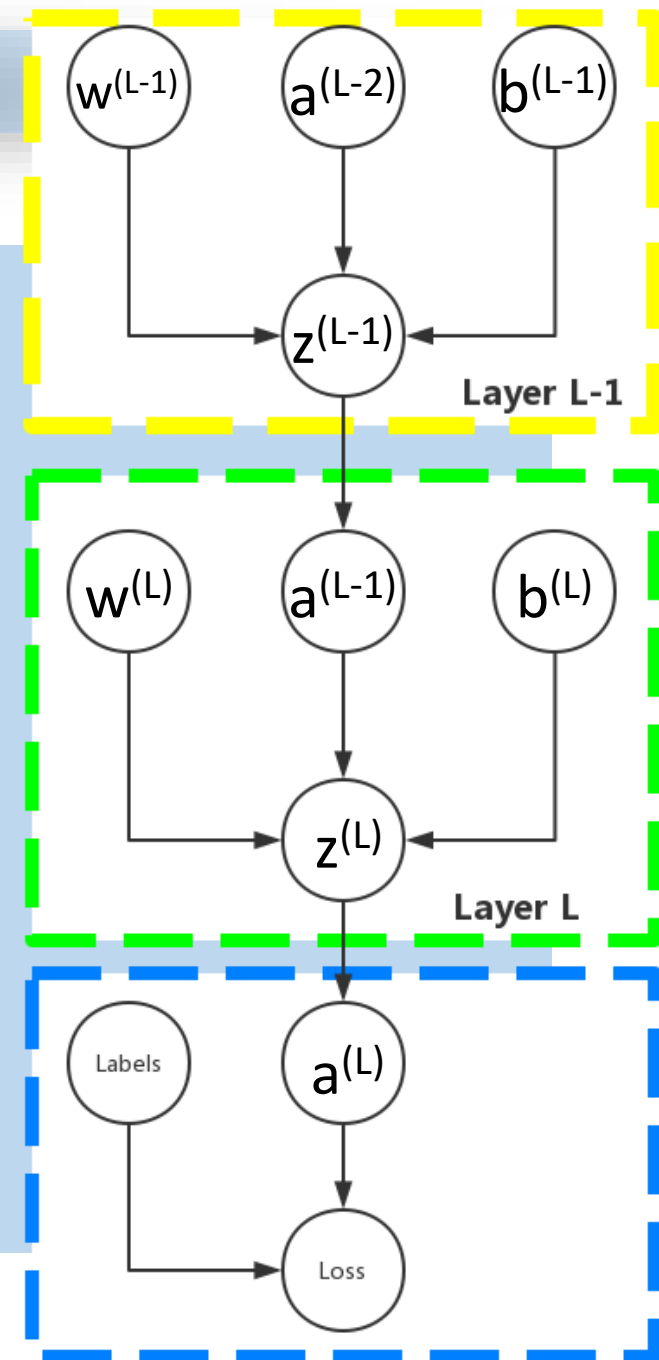 w(L-1) a(L-2) b(L-1)
z(L-1)
Layer L-1
w(L) a(L-1) b(L)
z(L)
Layer L
Labels a(L)
Loss